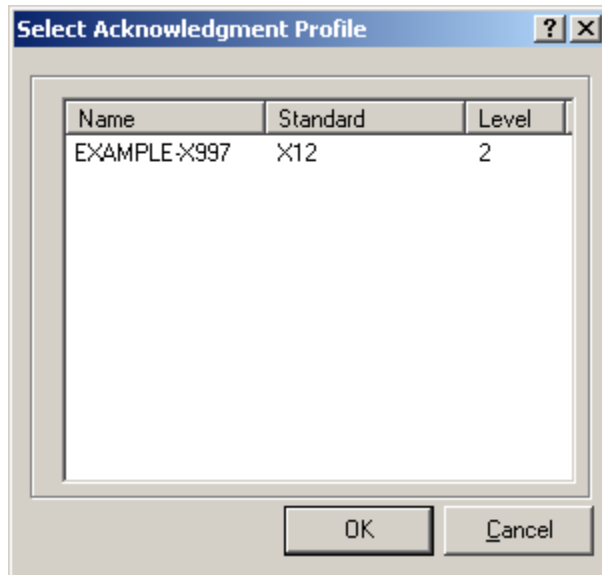 Select Acknowledgment Profile
Name Standard Level
EXAMPLE-X997 X12 2
OK Cancel